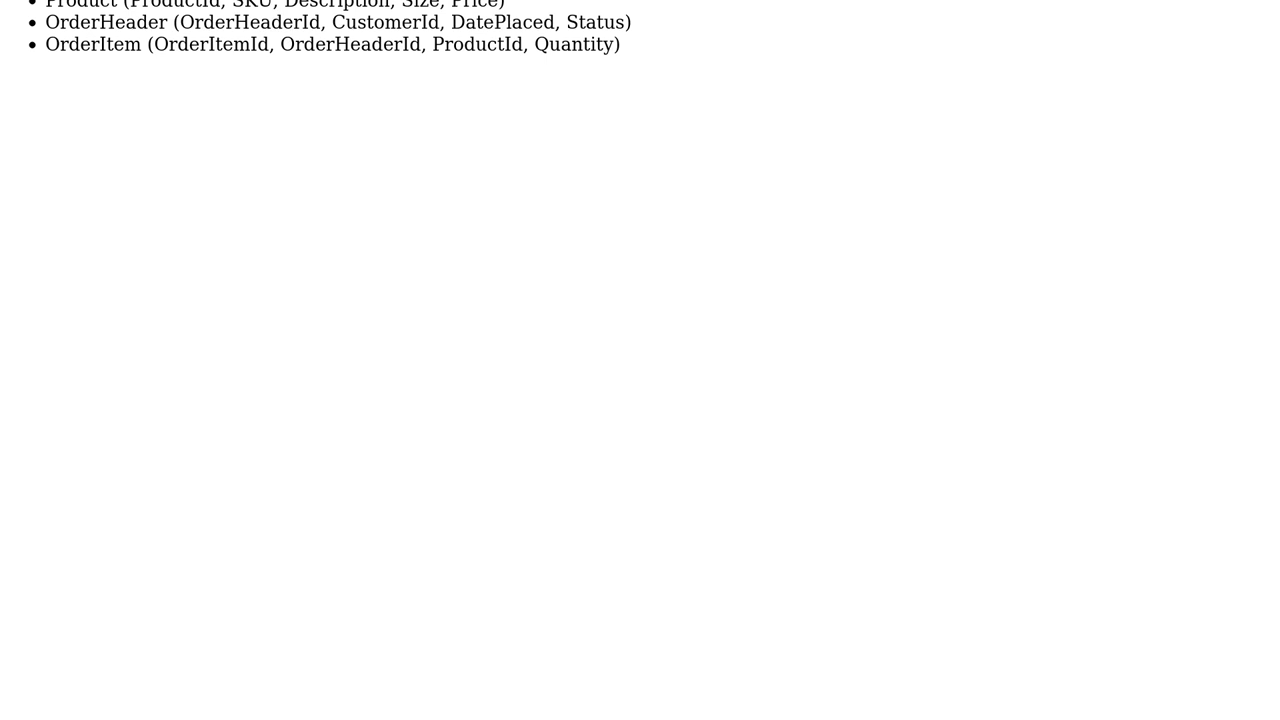 • Product (ProductId, SKU, Description, Size, Price)
• OrderHeader (OrderHeaderId, CustomerId, DatePlaced, Status)
• OrderItem (OrderItemId, OrderHeaderId, ProductId, Quantity)